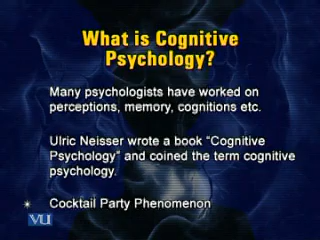 What is Cognitive
Psychology?
Many psychologists have worked on
perceptions, memory, cognitions etc.
Ulric Neisser wrote a book “Cognitive
Psychology” and coined the term cognitive
psychology.
Cocktail Party Phenomenon
VU